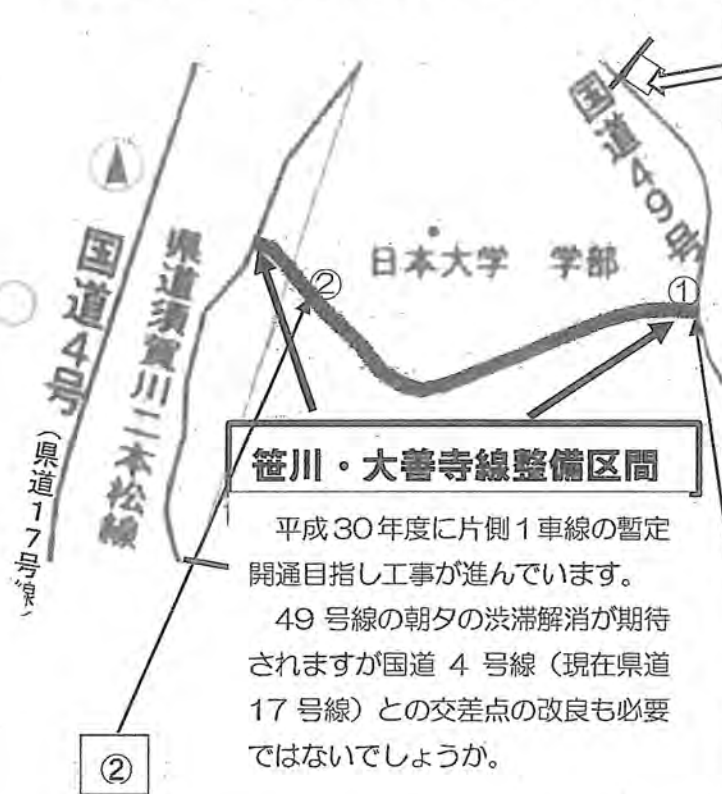 国道49号
国道4号
（県道17号線）
県道須賀川二本松線
日本大学 学部
②
①
笹川・大善寺線整備区間
平成30年度に片側1車線の暫定
開通目指し工事が進んでいます。
49 号線の朝夕の渋滞解消が期待
されますが国道 4 号線（現在県道
17 号線）との交差点の改良も必要
ではないでしょうか。
②